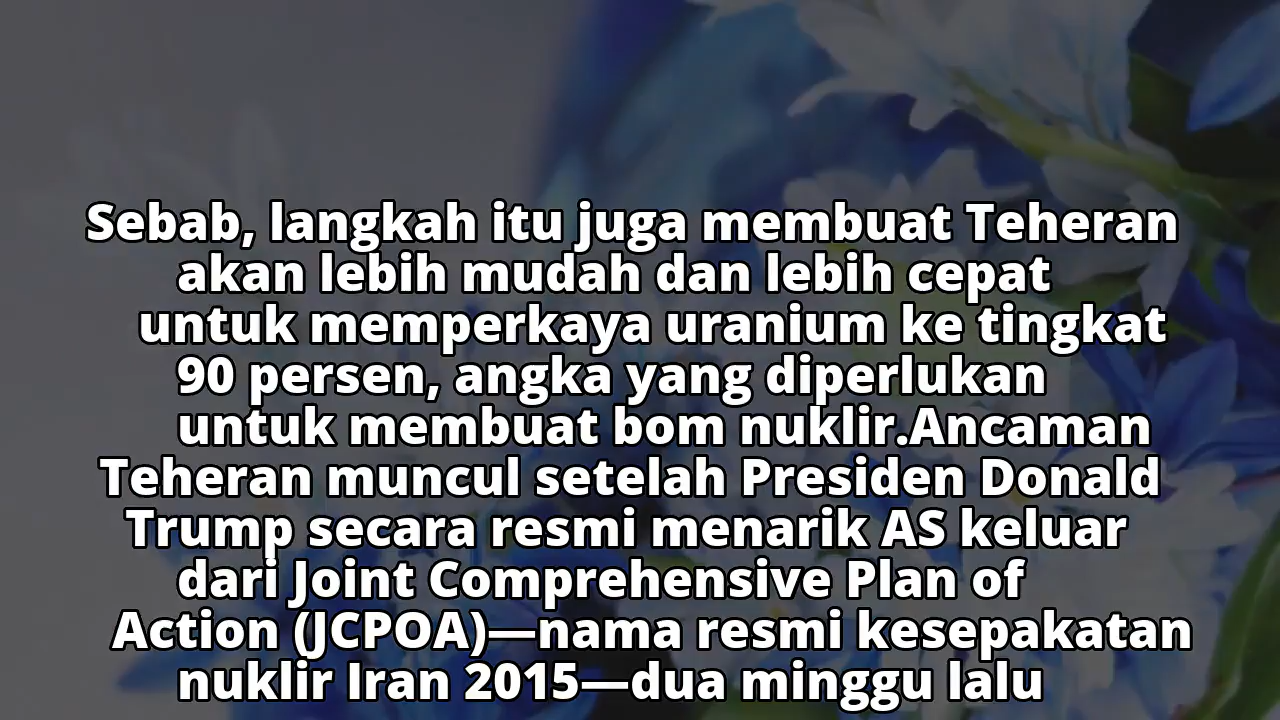 Sebab, langkah itu juga membuat Teheran
akan lebih mudah dan lebih cepat
untuk memperkaya uranium ke tingkat
90 persen, angka yang diperlukan
untuk membuat bom nuklir.Ancaman
Teheran muncul setelah Presiden Donald
Trump secara resmi menarik AS keluar
dari Joint Comprehensive Plan of
Action (JCPOA)—nama resmi kesepakatan
nuklir Iran 2015—dua minggu lalu